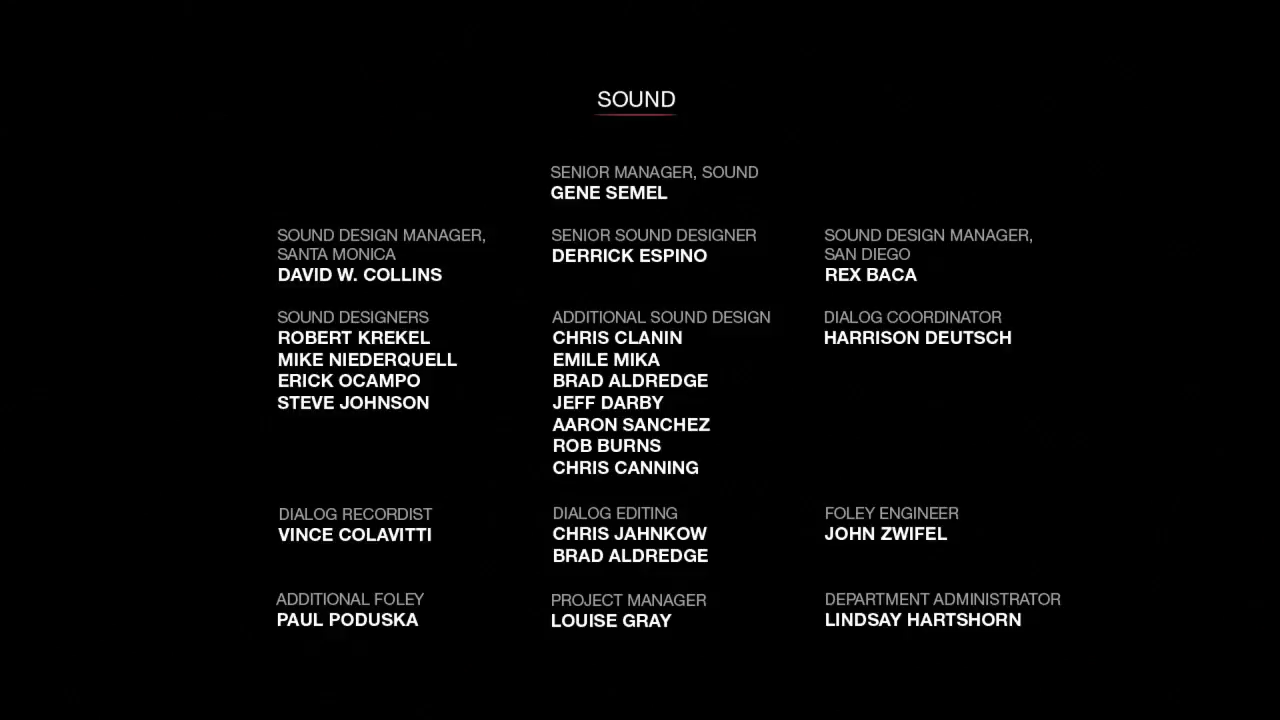 SOUND
SENIOR MANAGER, SOUND
GENE SEMEL
SOUND DESIGN MANAGER,
SANTA MONICA
DAVID W. COLLINS
SENIOR SOUND DESIGNER
DERRICK ESPINO
SOUND DESIGN MANAGER,
SAN DIEGO
REX BACA
SOUND DESIGNERS
ROBERT KREKEL
MIKE NIEDERQUELL
ERICK OCAMPO
STEVE JOHNSON
ADDITIONAL SOUND DESIGN
CHRIS CLANIN
EMILE MIKA
BRAD ALDREDGE
JEFF DARBY
AARON SANCHEZ
ROB BURNS
CHRIS CANNING
DIALOG COORDINATOR
HARRISON DEUTSCH
DIALOG RECORDIST
VINCE COLAVITTI
DIALOG EDITING
CHRIS JAHNKOW
BRAD ALDREDGE
FOLEY ENGINEER
JOHN ZWIFEL
ADDITIONAL FOLEY
PAUL PODUSKA
PROJECT MANAGER
LOUISE GRAY
DEPARTMENT ADMINISTRATOR
LINDSAY HARTSHORN